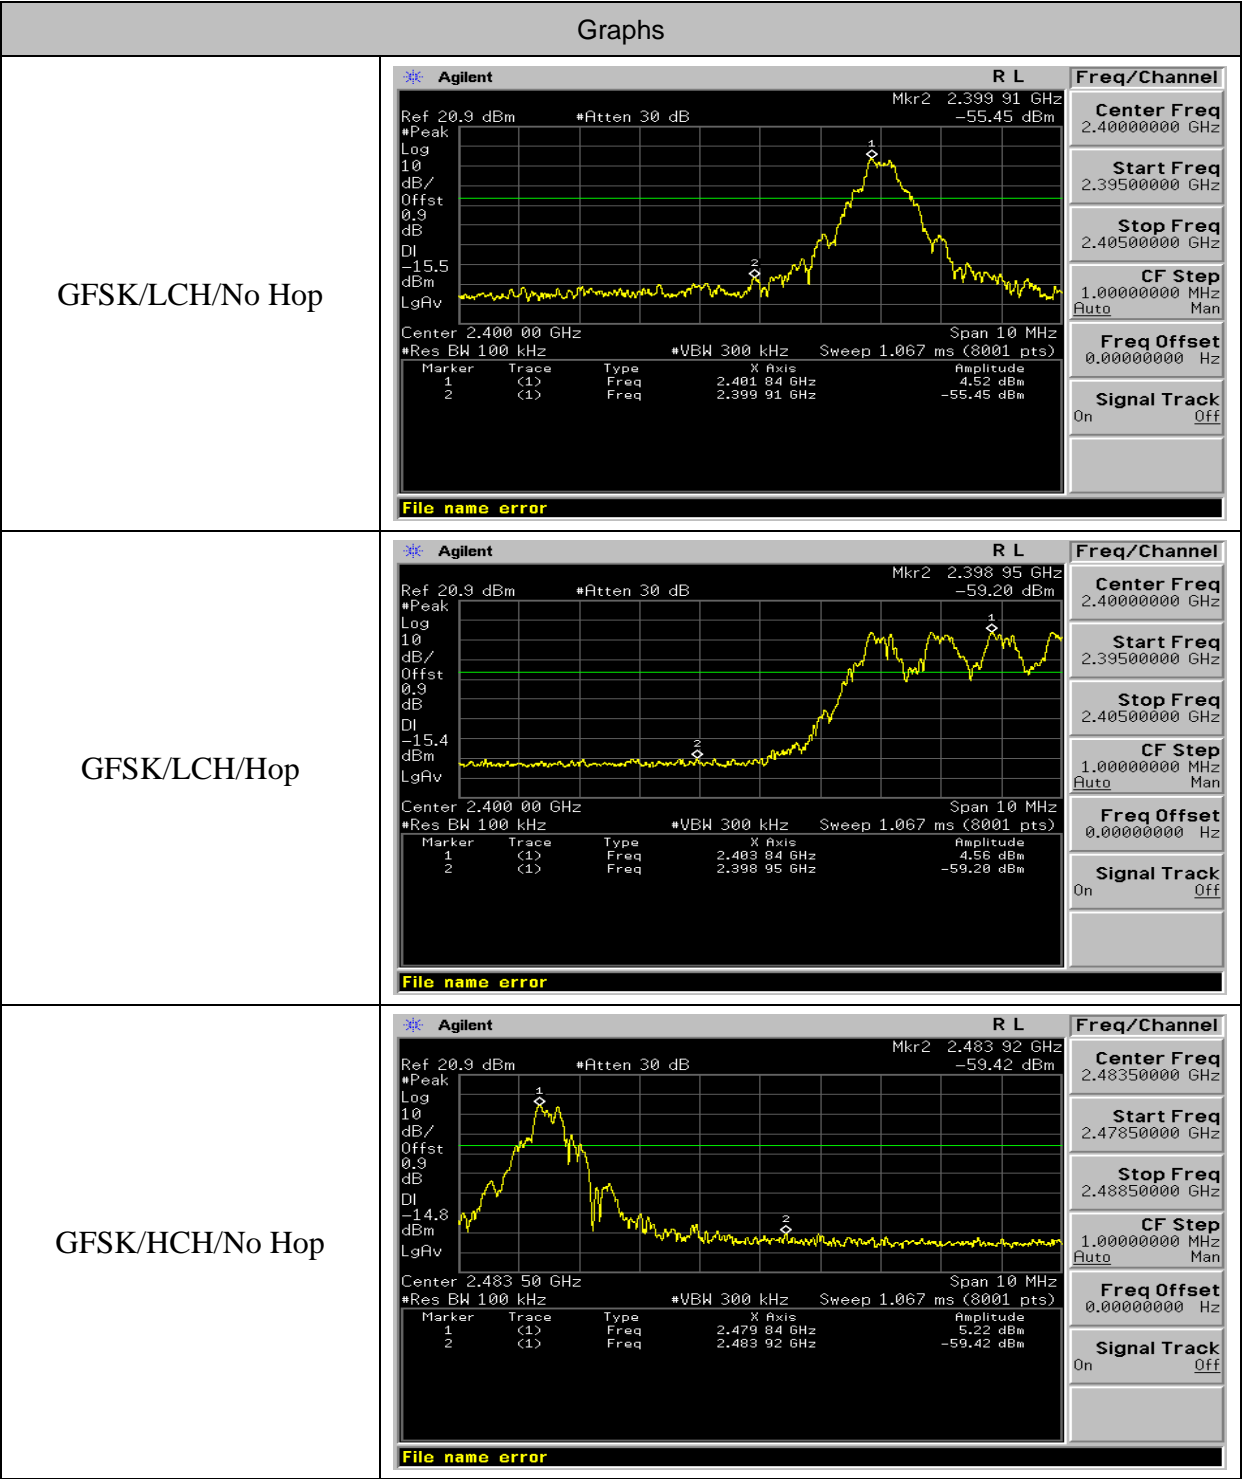 Graphs
GFSK/LCH/No Hop
Agilent R L Freq/Channel
Mkr2 2.399 91 GHz
Ref 20.9 dBm #Atten 30 dB -55.45 dBm
#Peak
Log
10
dB/
Offst
0.9
dB
DI
-15.5
dBm
LgAv
1
2
Center 2.400 00 GHz Span 10 MHz
#Res BW 100 kHz #VBW 300 kHz Sweep 1.067 ms (8001 pts)
Marker Trace Type X Axis Amplitude
1 (1) Freq 2.401 84 GHz 4.52 dBm
2 (1) Freq 2.399 91 GHz -55.45 dBm
File name error
Center Freq
2.40000000 GHz
Start Freq
2.39500000 GHz
Stop Freq
2.40500000 GHz
CF Step
1.00000000 MHz
Auto Man
Freq Offset
0.00000000 Hz
Signal Track
On Off
GFSK/LCH/Hop
Agilent R L Freq/Channel
Mkr2 2.398 95 GHz
Ref 20.9 dBm #Atten 30 dB -59.20 dBm
#Peak
Log
10
dB/
Offst
0.9
dB
DI
-15.4
dBm
LgAv
1
2
Center 2.400 00 GHz Span 10 MHz
#Res BW 100 kHz #VBW 300 kHz Sweep 1.067 ms (8001 pts)
Marker Trace Type X Axis Amplitude
1 (1) Freq 2.403 84 GHz 4.56 dBm
2 (1) Freq 2.398 95 GHz -59.20 dBm
File name error
Center Freq
2.40000000 GHz
Start Freq
2.39500000 GHz
Stop Freq
2.40500000 GHz
CF Step
1.00000000 MHz
Auto Man
Freq Offset
0.00000000 Hz
Signal Track
On Off
GFSK/HCH/No Hop
Agilent R L Freq/Channel
Mkr2 2.483 92 GHz
Ref 20.9 dBm #Atten 30 dB -59.42 dBm
#Peak
Log
10
dB/
Offst
0.9
dB
DI
-14.8
dBm
LgAv
1
2
Center 2.483 50 GHz Span 10 MHz
#Res BW 100 kHz #VBW 300 kHz Sweep 1.067 ms (8001 pts)
Marker Trace Type X Axis Amplitude
1 (1) Freq 2.479 84 GHz 5.22 dBm
2 (1) Freq 2.483 92 GHz -59.42 dBm
File name error
Center Freq
2.48350000 GHz
Start Freq
2.47850000 GHz
Stop Freq
2.48850000 GHz
CF Step
1.00000000 MHz
Auto Man
Freq Offset
0.00000000 Hz
Signal Track
On Off